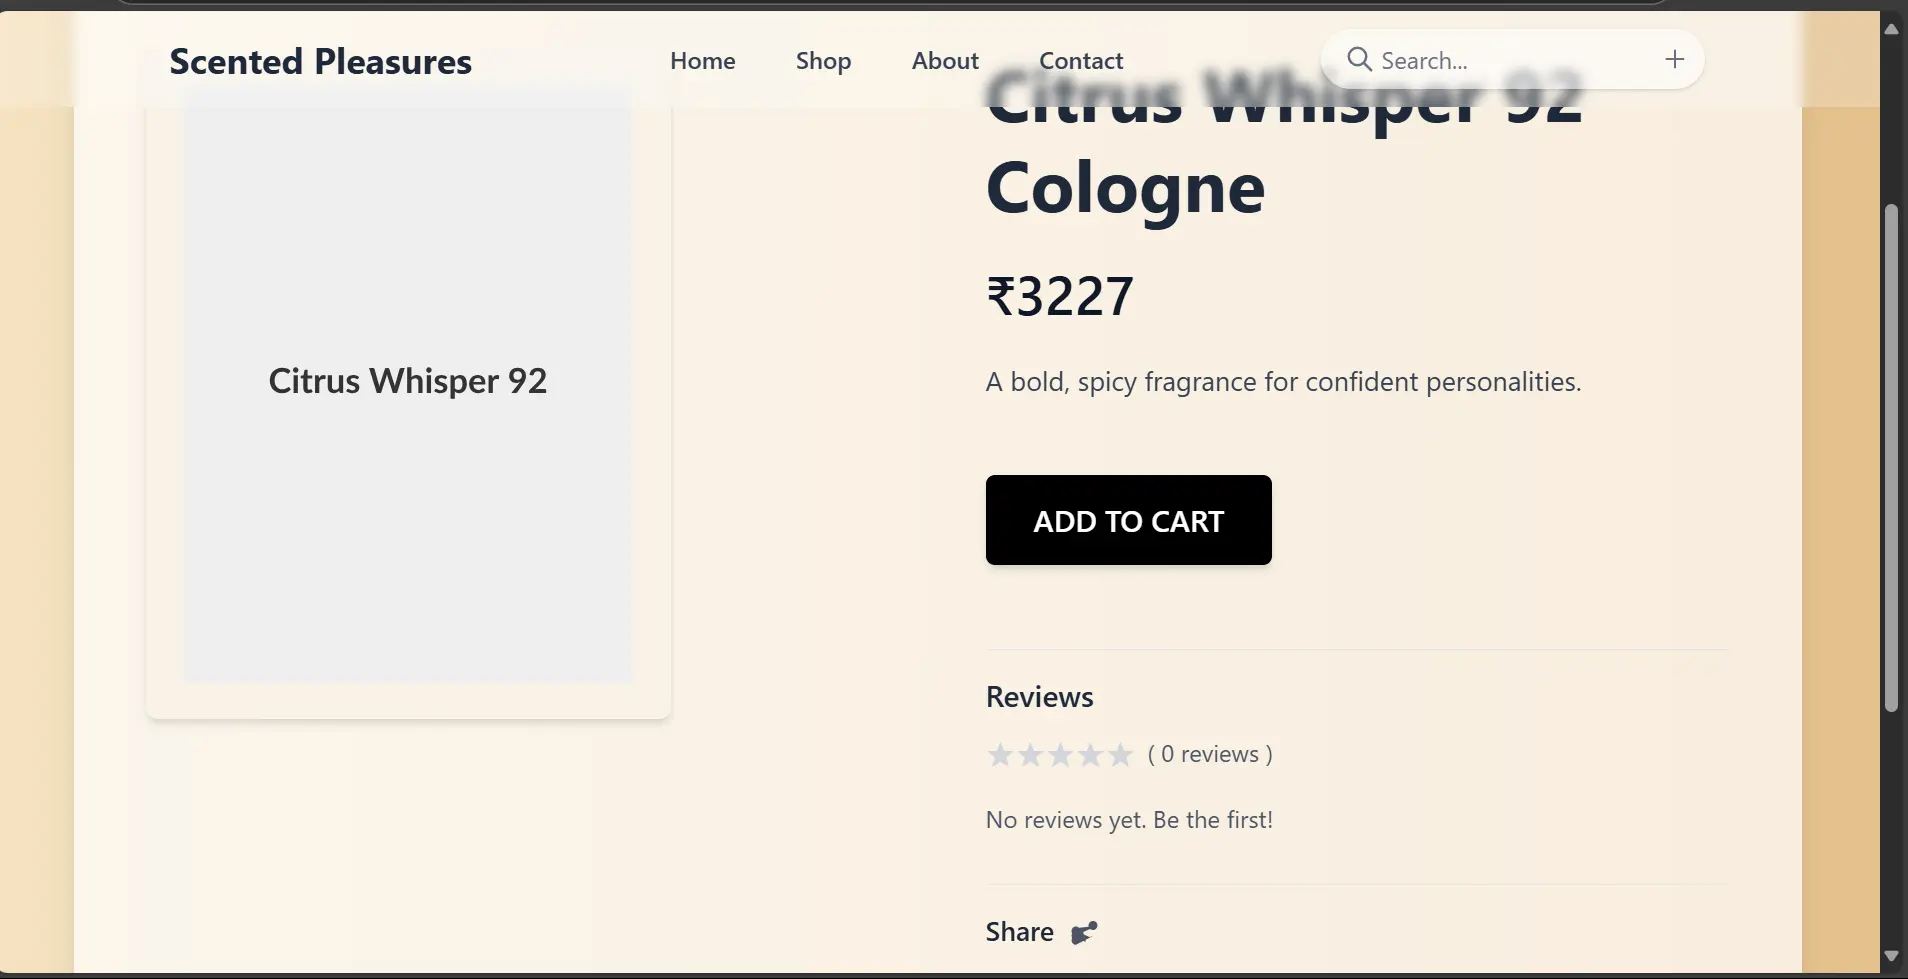 Scented Pleasures
Home Shop About Contact
Search... +
Citrus Whisper 92
Cologne
₹3227
A bold, spicy fragrance for confident personalities.
Citrus Whisper 92
ADD TO CART
Reviews
( 0 reviews )
No reviews yet. Be the first!
Share